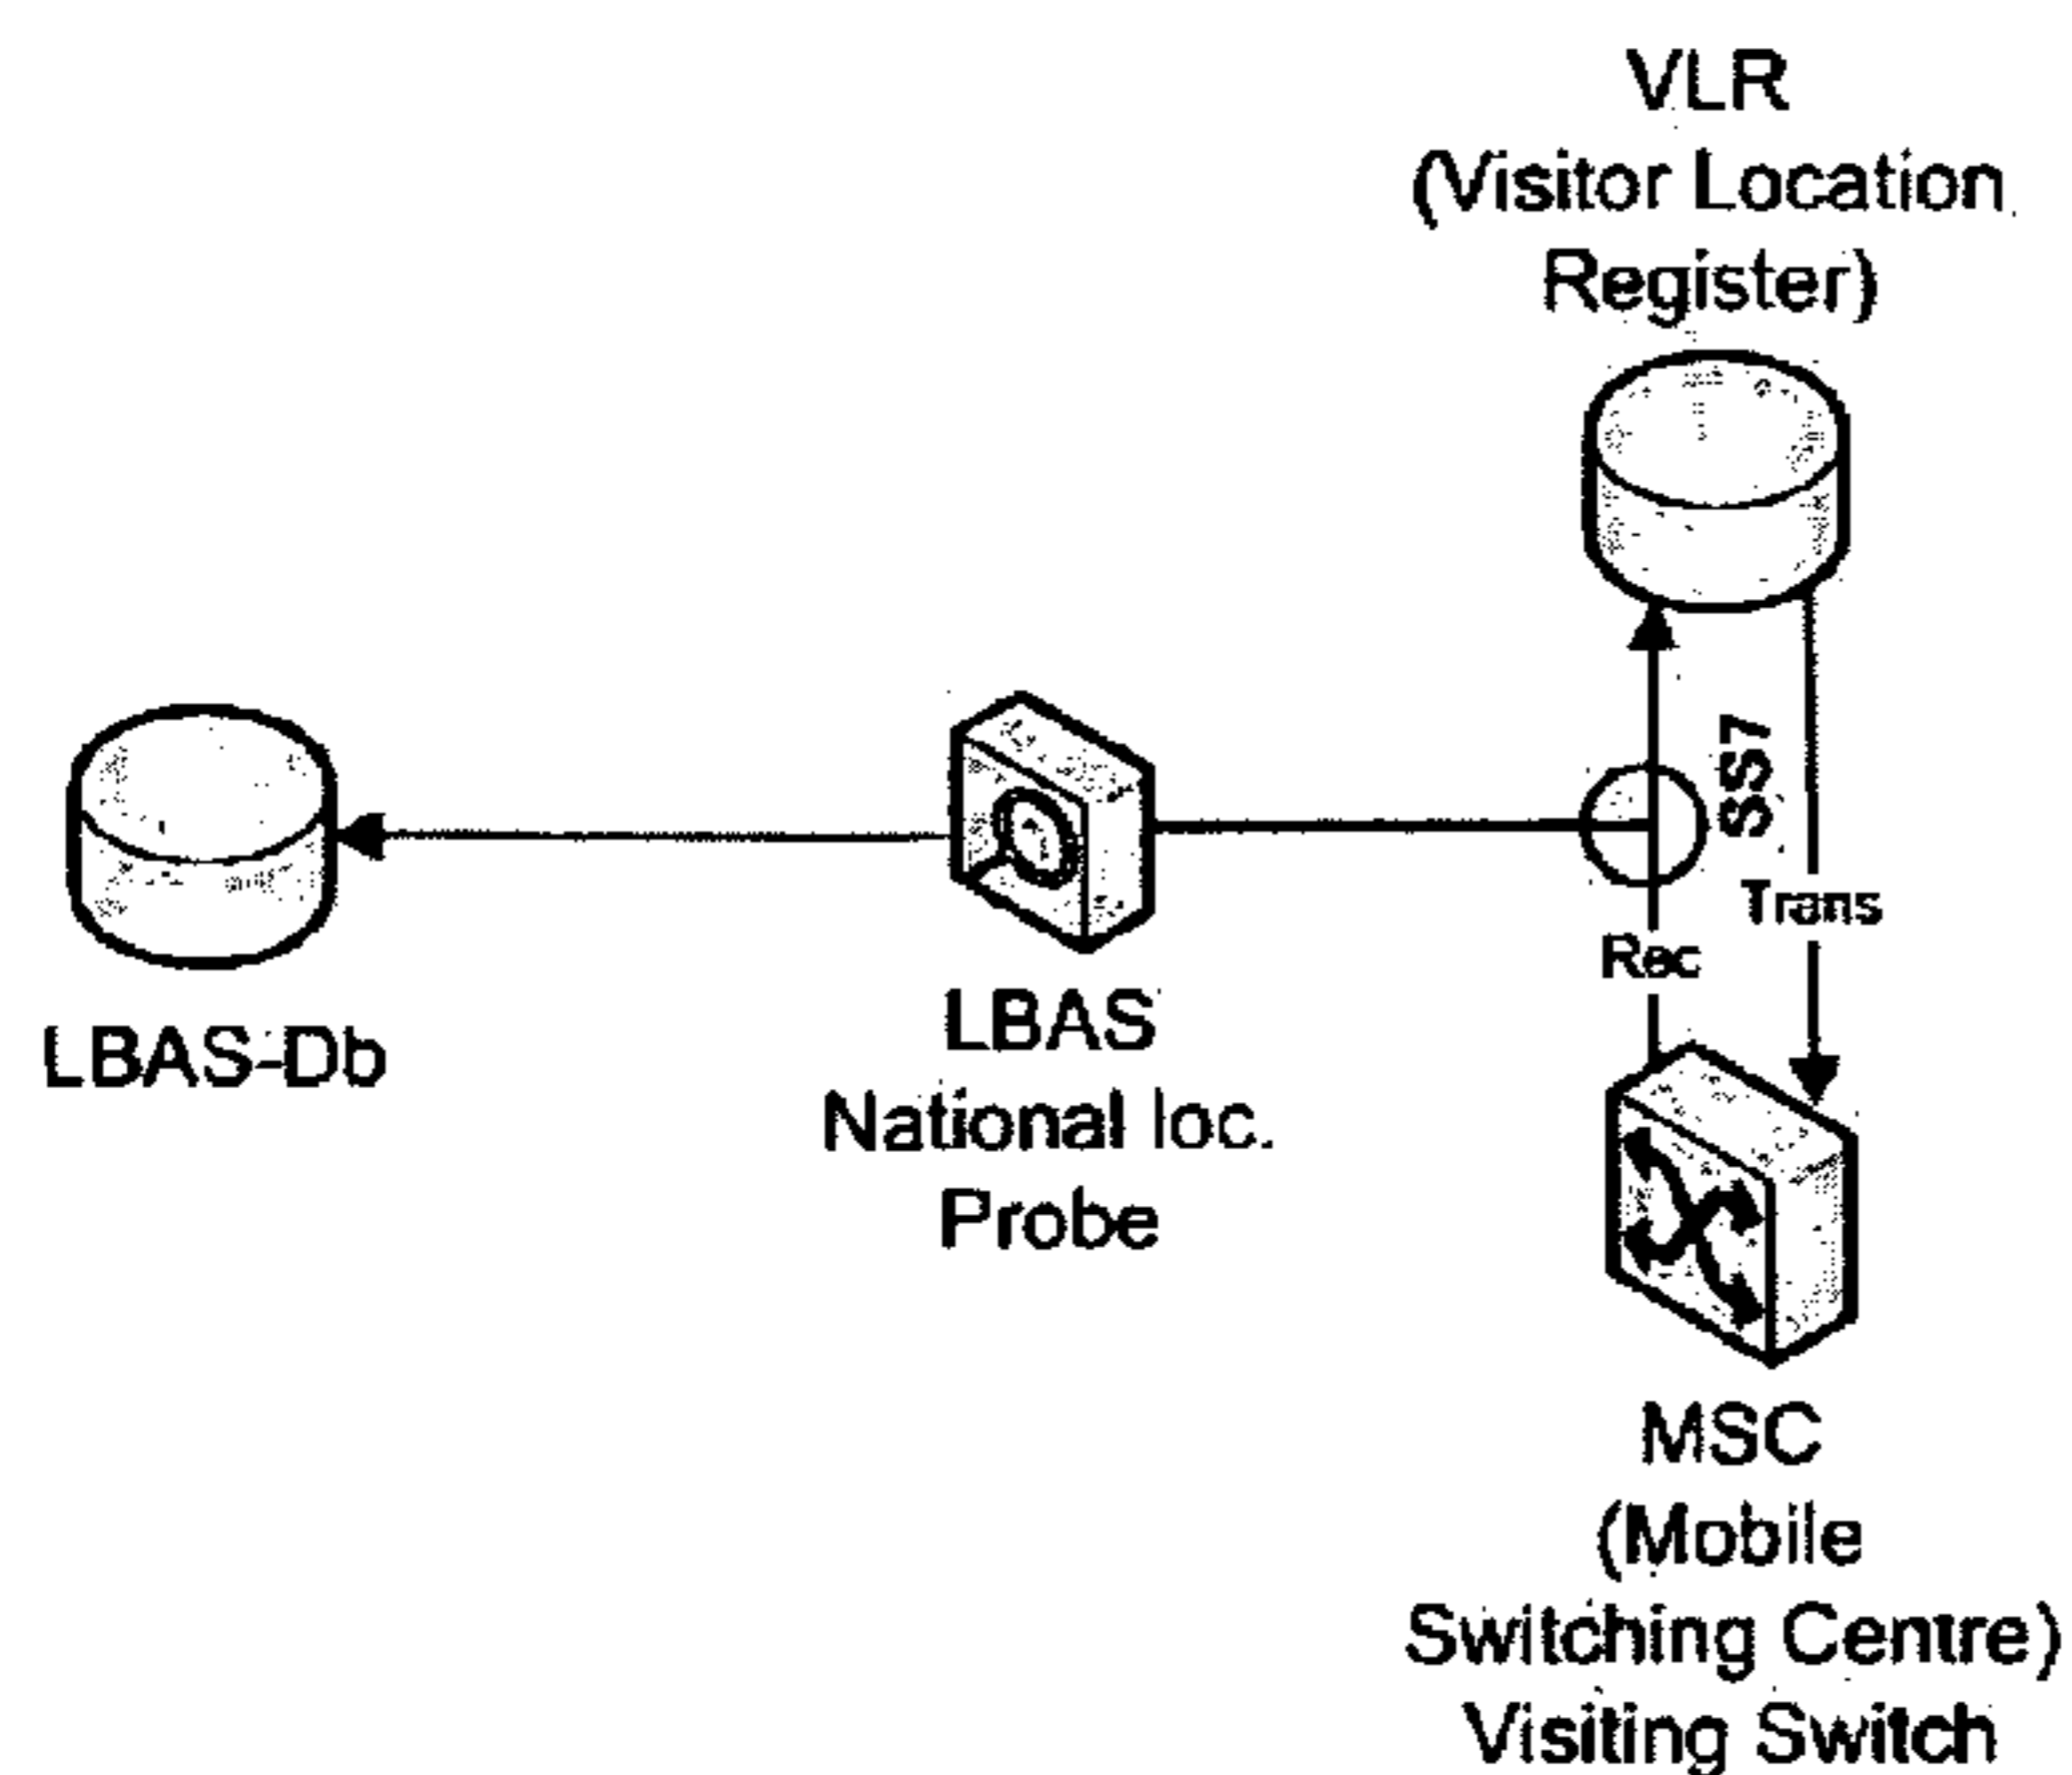 VLR
(Visitor Location
Register)
SS7
Trans
Rec
LBAS-Db
LBAS
National loc.
Probe
MSC
(Mobile
Switching Centre)
Visiting Switch